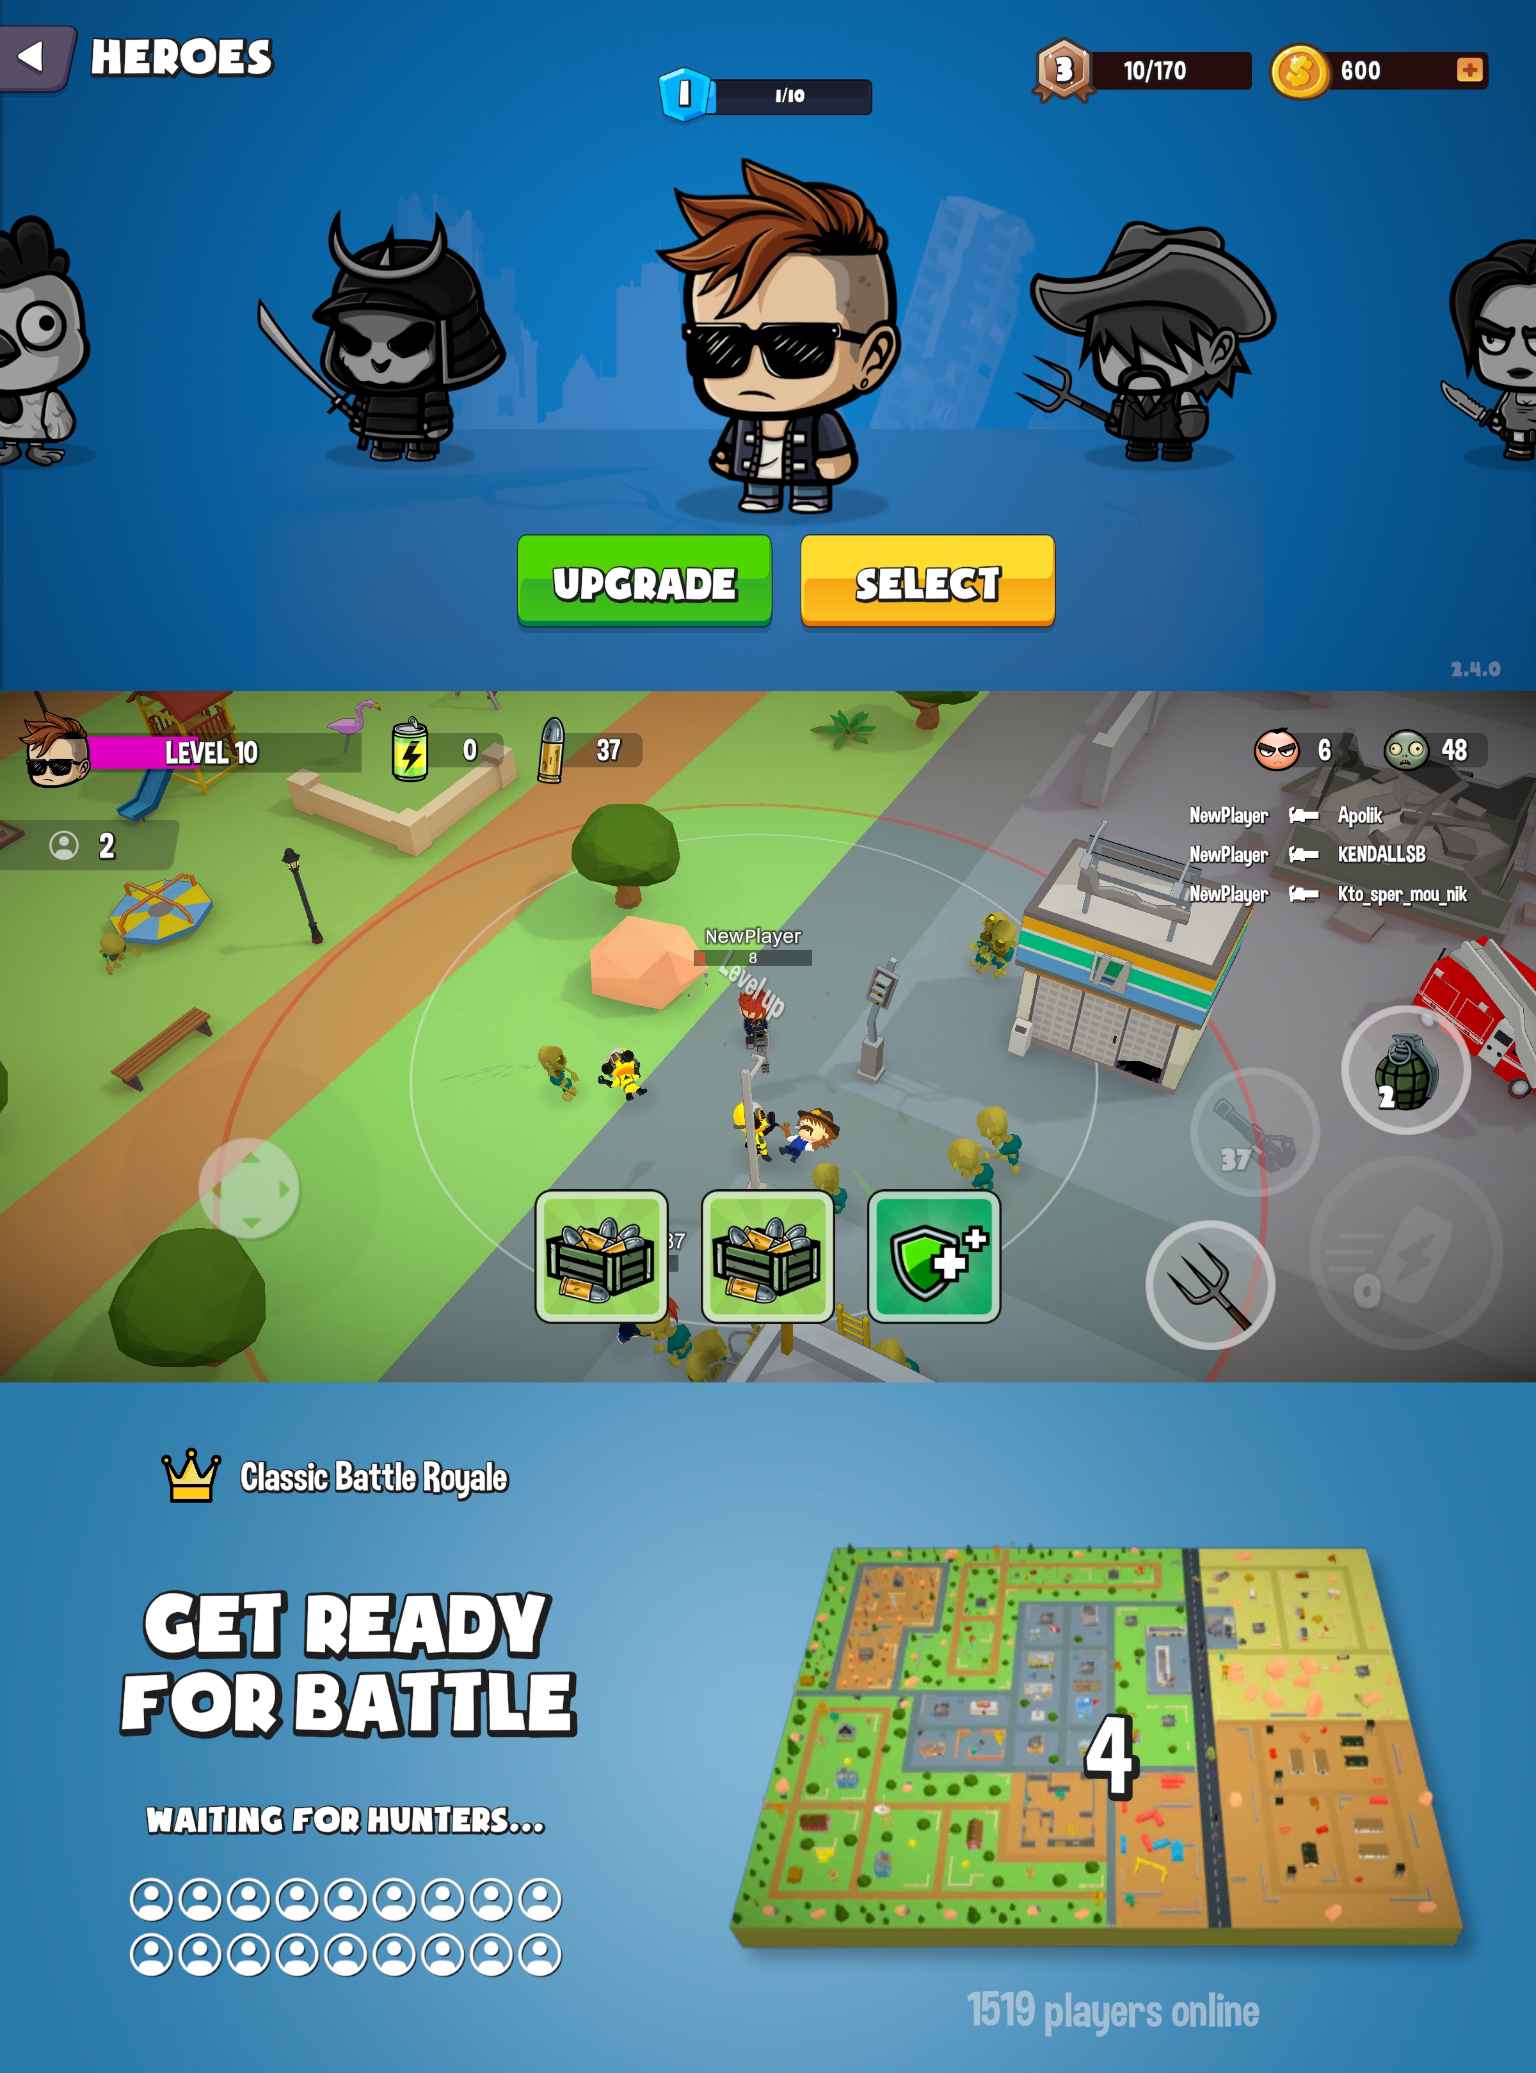 HEROES
1
1/10
3
10/170
600
UPGRADE
SELECT
2.4.0
LEVEL 10
0
37
6
48
2
NewPlayer Apolik
NewPlayer KENDALLSB
NewPlayer Kto_sper_mou_nik
NewPlayer
8
Level up
2
37
37
0
Classic Battle Royale
GET READY
FOR BATTLE
WAITING FOR HUNTERS...
4
1519 players online